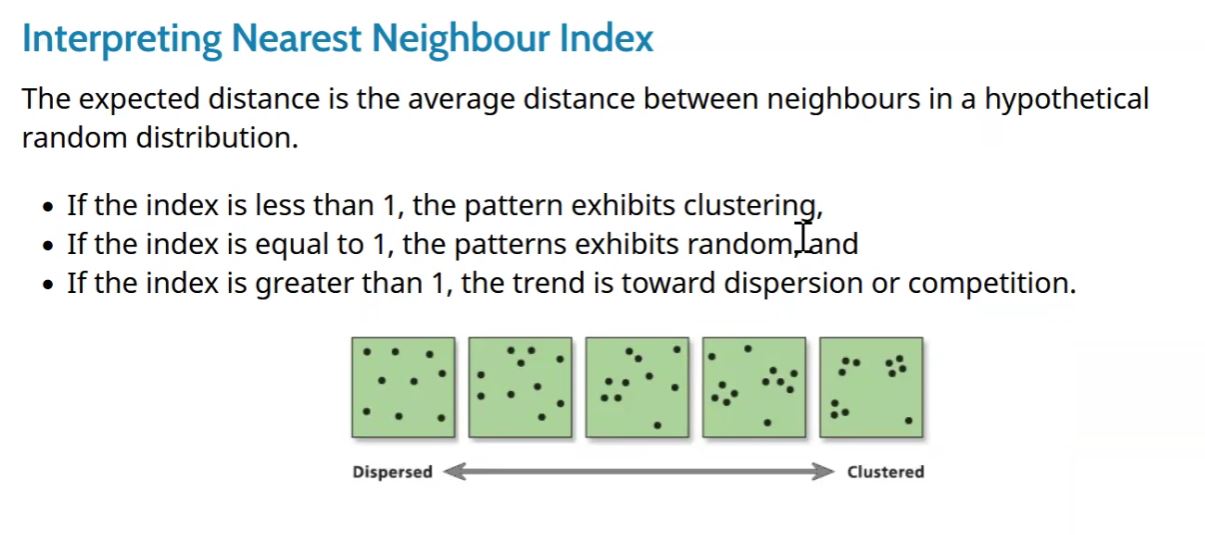 Interpreting Nearest Neighbour Index
The expected distance is the average distance between neighbours in a hypothetical
random distribution.
• If the index is less than 1, the pattern exhibits clustering,
• If the index is equal to 1, the patterns exhibits random, and
• If the index is greater than 1, the trend is toward dispersion or competition.
Dispersed Clustered